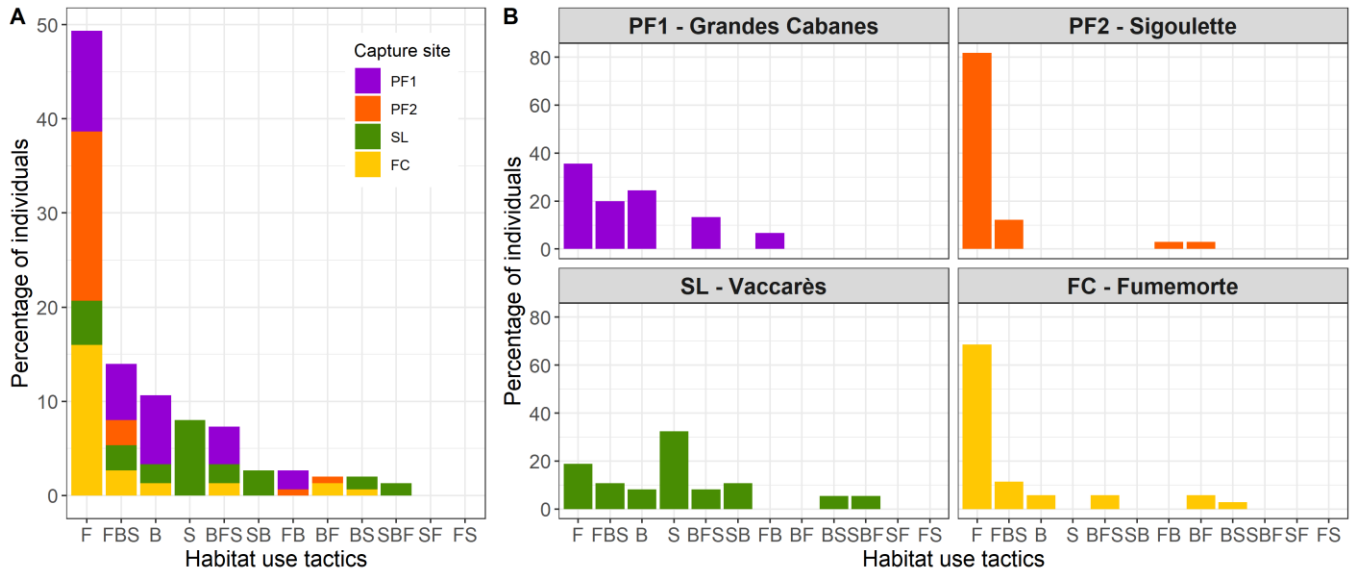 A
Percentage of individuals
50
40
30
20
10
0
Capture site
PF1
PF2
SL
FC
F FBS B S BFS SB FB BF BS SBF SF FS
Habitat use tactics
B
Percentage of individuals
PF1 - Grandes Cabanes
PF2 - Sigoulette
80
60
40
20
0
SL - Vaccarès
FC - Fumemorte
80
60
40
20
0
F FBS B S BFS SB FB BF BS SBF SF FS
F FBS B S BFS SB FB BF BS SBF SF FS
Habitat use tactics